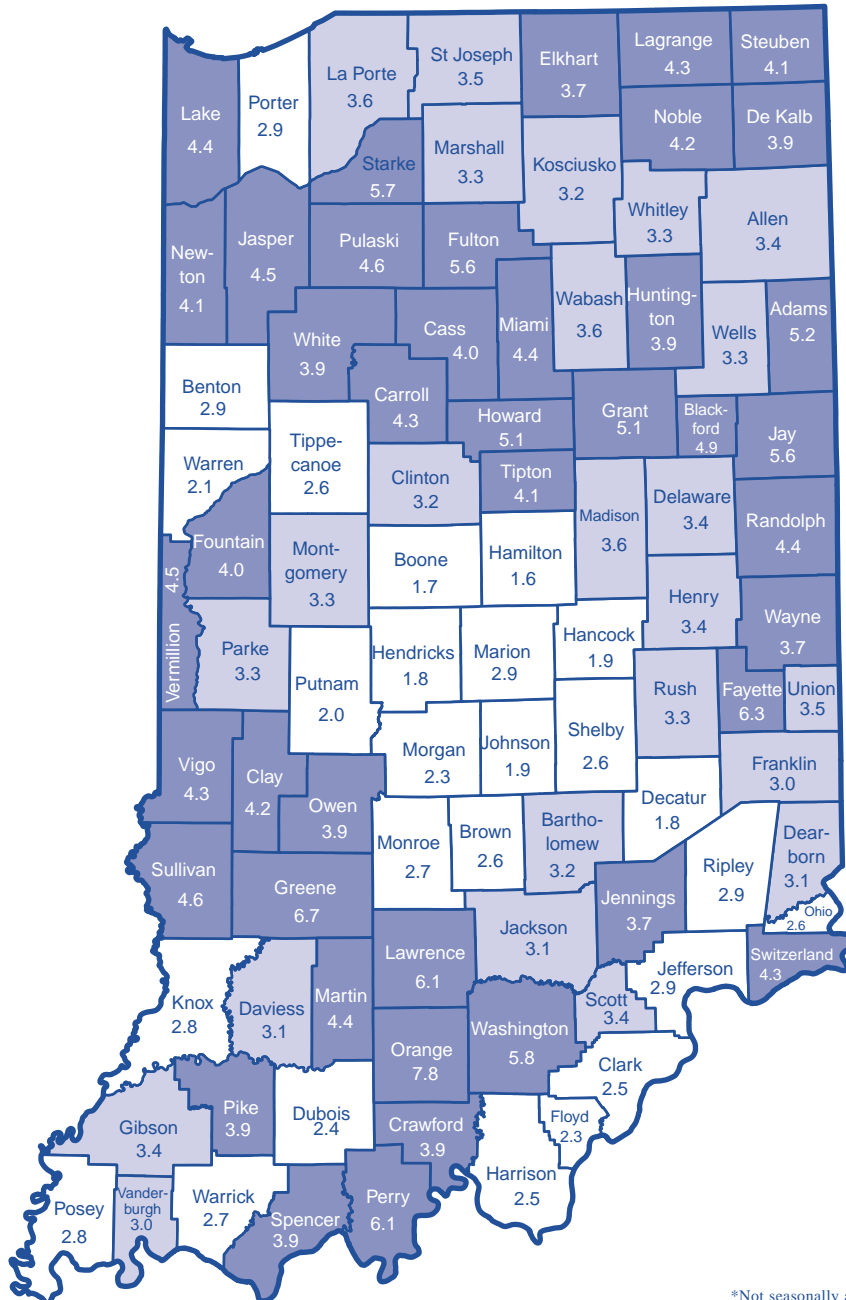 Lake
4.4
Porter
2.9
La Porte
3.6
St Joseph
3.5
Elkhart
3.7
Lagrange
4.3
Steuben
4.1
Noble
4.2
De Kalb
3.9
Starke
5.7
Marshall
3.3
Kosciusko
3.2
Whitley
3.3
Allen
3.4
New-
ton
4.1
Jasper
4.5
Pulaski
4.6
Fulton
5.6
White
3.9
Cass
4.0
Miami
4.4
Wabash
3.6
Hunting-
ton
3.9
Wells
3.3
Adams
5.2
Benton
2.9
Carroll
4.3
Howard
5.1
Grant
5.1
Black-
ford
4.9
Jay
5.6
Warren
2.1
Tippe-
canoe
2.6
Clinton
3.2
Tipton
4.1
Madison
3.6
Delaware
3.4
Randolph
4.4
Fountain
4.0
Mont-
gomery
3.3
Boone
1.7
Hamilton
1.6
Vermillion
4.5
Parke
3.3
Putnam
2.0
Hendricks
1.8
Marion
2.9
Hancock
1.9
Henry
3.4
Wayne
3.7
Rush
3.3
Fayette
6.3
Union
3.5
Vigo
4.3
Clay
4.2
Owen
3.9
Morgan
2.3
Johnson
1.9
Shelby
2.6
Franklin
3.0
Decatur
1.8
Sullivan
4.6
Greene
6.7
Monroe
2.7
Brown
2.6
Bartho-
lomew
3.2
Jennings
3.7
Ripley
2.9
Dear-
born
3.1
Ohio
2.6
Switzerland
4.3
Knox
2.8
Daviess
3.1
Martin
4.4
Lawrence
6.1
Jackson
3.1
Jefferson
2.9
Scott
3.4
Washington
5.8
Orange
7.8
Clark
2.5
Gibson
3.4
Pike
3.9
Dubois
2.4
Crawford
3.9
Floyd
2.3
Harrison
2.5
Posey
2.8
Vander-
burgh
3.0
Warrick
2.7
Spencer
3.9
Perry
6.1
*Not seasonally a